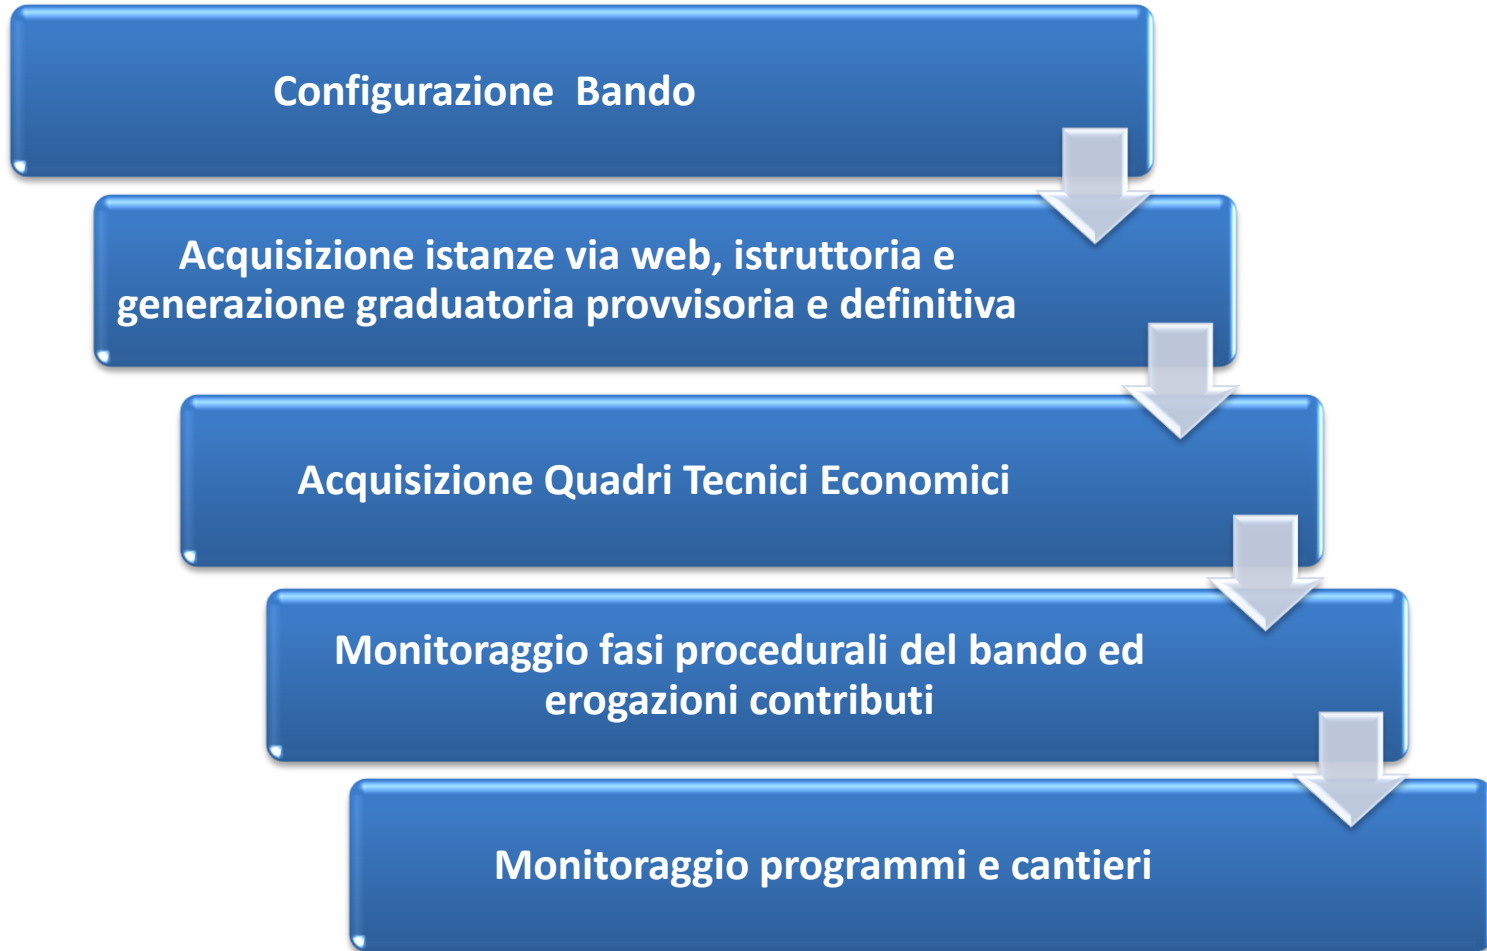 Configurazione  Bando
Acquisizione istanze via web, istruttoria e
generazione graduatoria provvisoria e definitiva
Acquisizione Quadri Tecnici Economici
Monitoraggio fasi procedurali del bando ed
erogazioni contributi
Monitoraggio programmi e cantieri